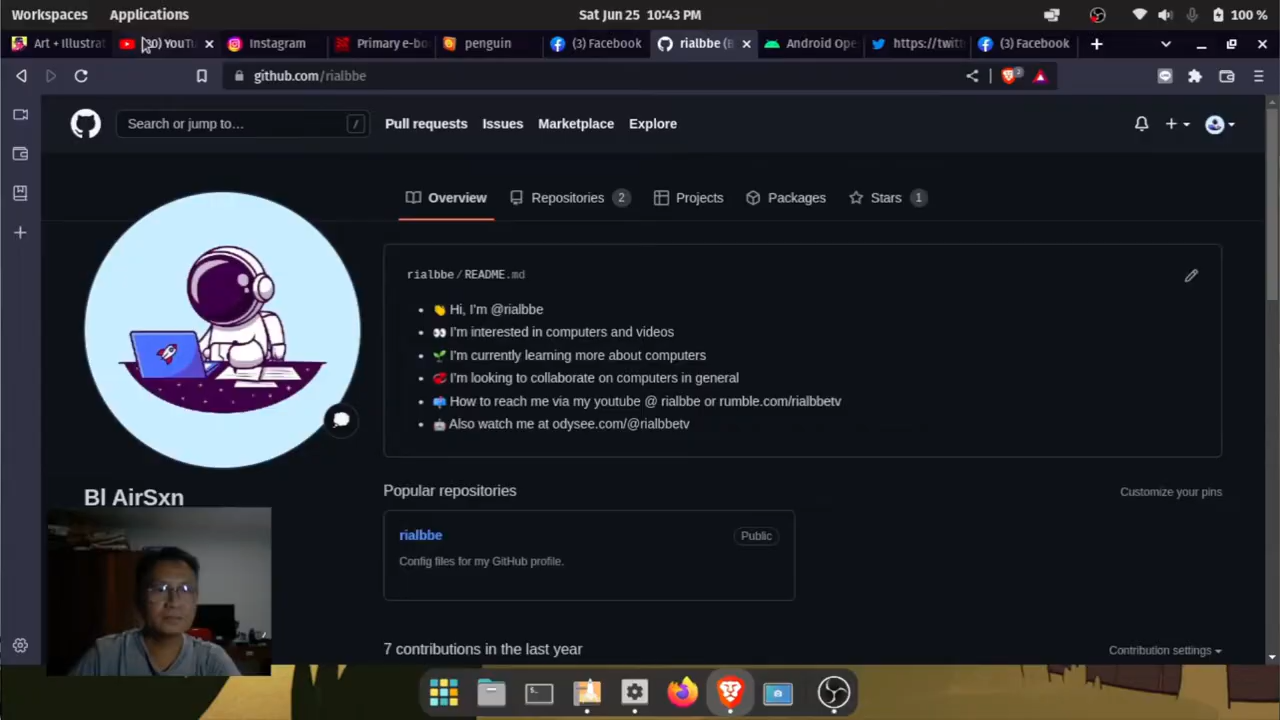 Workspaces Applications Sat Jun 25 10:43 PM 100 %
Art + Illustrat (30) YouTu Instagram Primary e-bo penguin (3) Facebook rialbbe (B Android Ope https://twitt (3) Facebook
github.com/rialbbe 2
Search or jump to… / Pull requests Issues Marketplace Explore
Overview Repositories 2 Projects Packages Stars 1
rialbbe / README.md
Hi, I'm @rialbbe
I'm interested in computers and videos
I'm currently learning more about computers
I'm looking to collaborate on computers in general
How to reach me via my youtube @ rialbbe or rumble.com/rialbbetv
Also watch me at odysee.com/@rialbbetv
Bl AirSxn
Popular repositories Customize your pins
rialbbe Public
Config files for my GitHub profile.
7 contributions in the last year Contribution settings